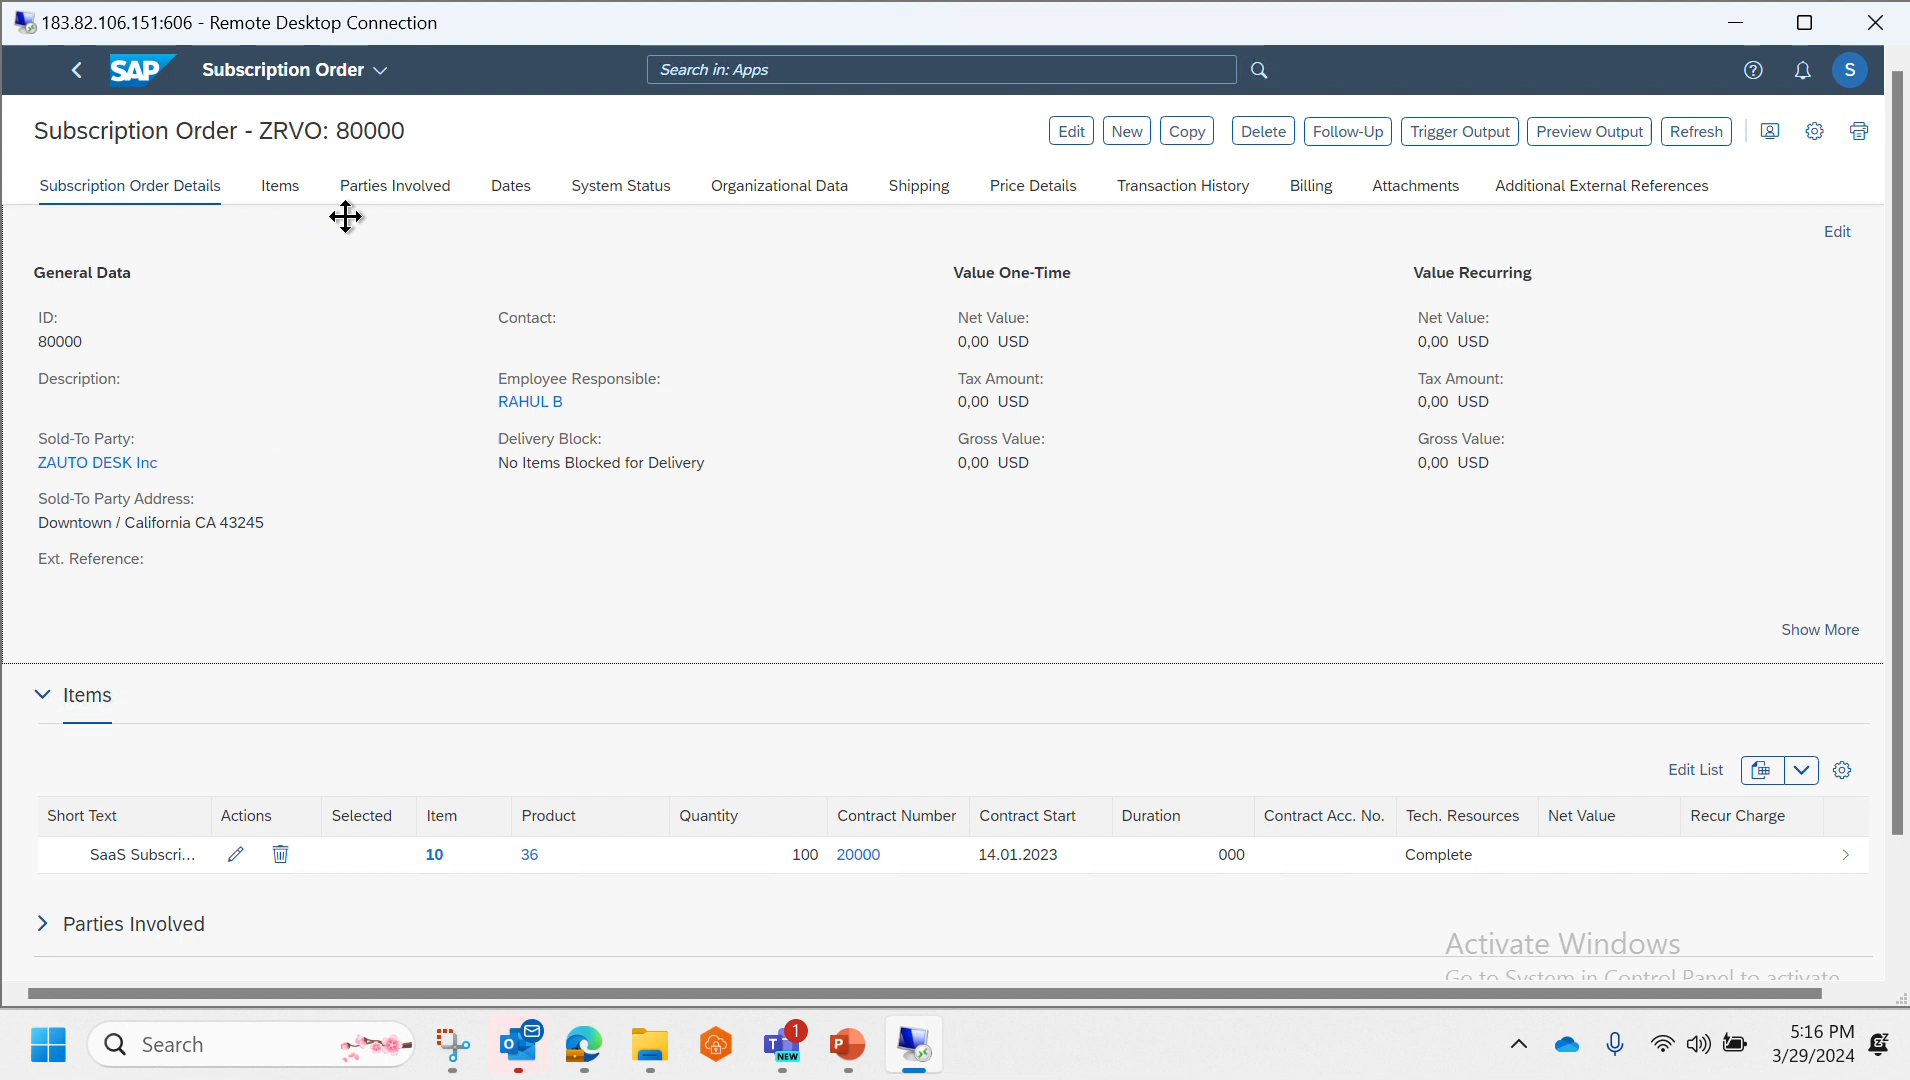 183.82.106.151:606 - Remote Desktop Connection
SAP Subscription Order Search in: Apps S
Subscription Order - ZRVO: 80000 Edit New Copy Delete Follow-Up Trigger Output Preview Output Refresh
Subscription Order Details Items Parties Involved Dates System Status Organizational Data Shipping Price Details Transaction History Billing Attachments Additional External References
Edit
General Data Value One-Time Value Recurring
ID: Contact: Net Value: Net Value:
80000 0,00 USD 0,00 USD
Description: Employee Responsible: Tax Amount: Tax Amount:
RAHUL B 0,00 USD 0,00 USD
Sold-To Party: Delivery Block: Gross Value: Gross Value:
ZAUTO DESK Inc No Items Blocked for Delivery 0,00 USD 0,00 USD
Sold-To Party Address:
Downtown / California CA 43245
Ext. Reference:
Show More
Items
Edit List
Short Text Actions Selected Item Product Quantity Contract Number Contract Start Duration Contract Acc. No. Tech. Resources Net Value Recur Charge
SaaS Subscri... 10 36 100 20000 14.01.2023 000 Complete
Parties Involved
Activate Windows
Go to System in Control Panel to activate
Search 1 NEW 5:16 PM
3/29/2024